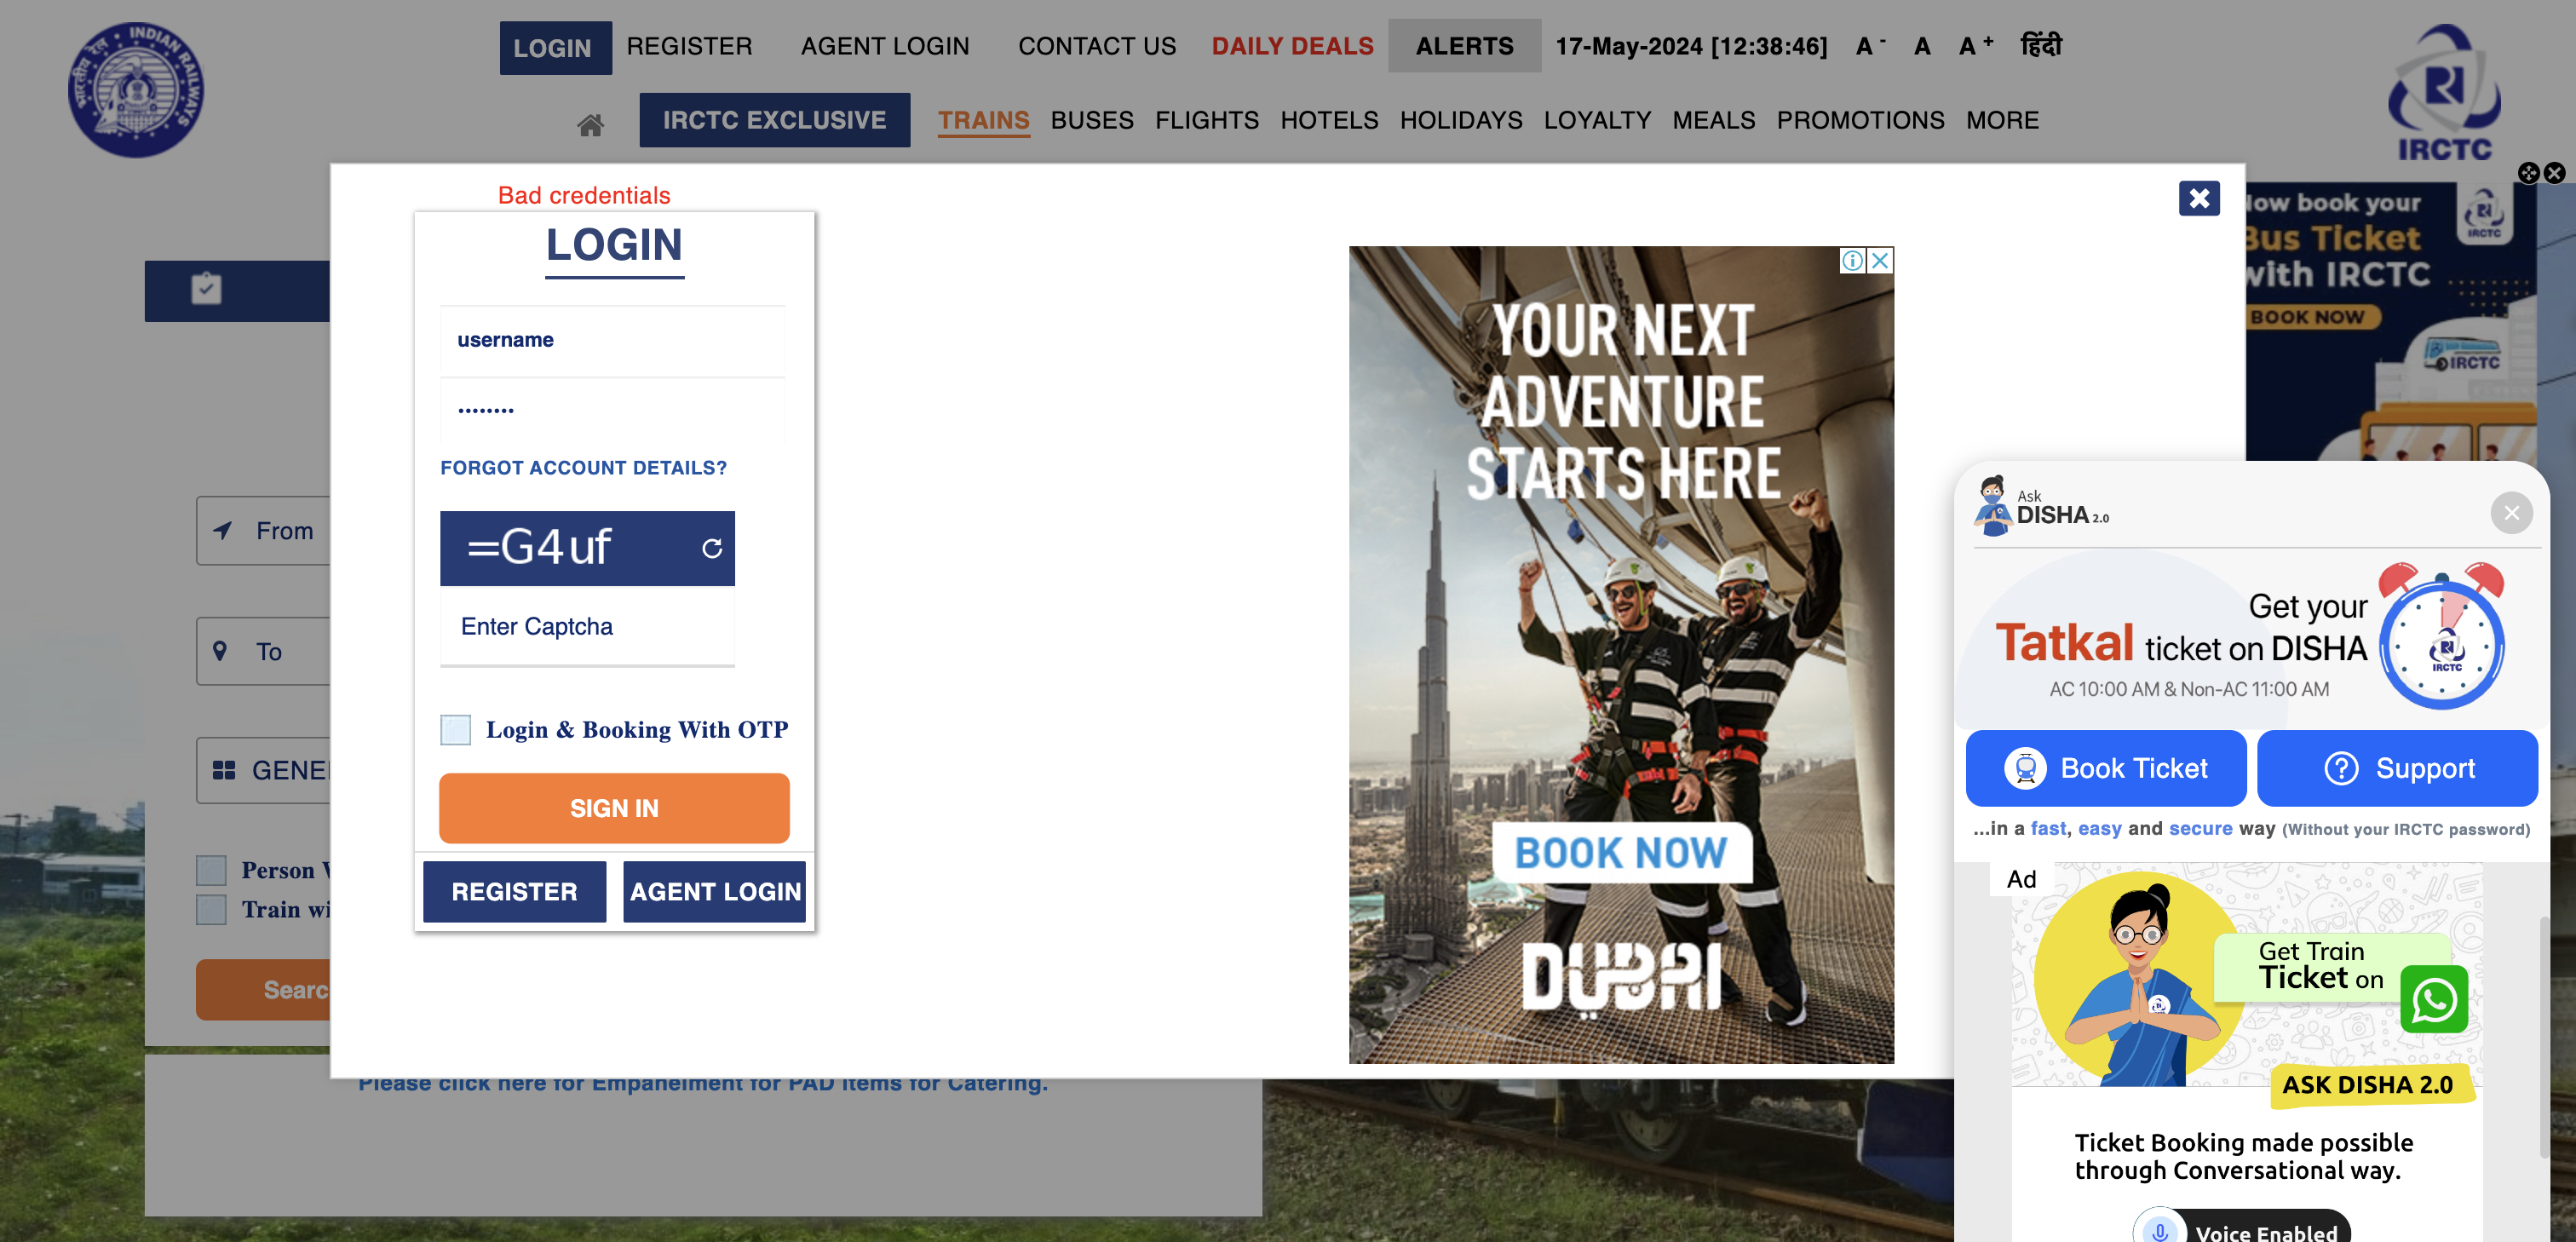 भारतीय रेल • INDIAN RAILWAYS
LOGIN REGISTER AGENT LOGIN CONTACT US DAILY DEALS ALERTS 17-May-2024 [12:38:46] A - A A + हिंदी
IRCTC EXCLUSIVE TRAINS BUSES FLIGHTS HOTELS HOLIDAYS LOYALTY MEALS PROMOTIONS MORE
IRCTC
Bad credentials
LOGIN
username
••••••••
FORGOT ACCOUNT DETAILS?
=G4uf
Enter Captcha
Login & Booking With OTP
SIGN IN
REGISTER AGENT LOGIN
From
To
GENE
Person
Train wi
Searc
Please click here for Empanelment for PAD items for Catering.
YOUR NEXT
ADVENTURE
STARTS HERE
BOOK NOW
DUBAI
ow book your
IRCTC
Bus Ticket
with IRCTC
BOOK NOW
IRCTC
Ask
DISHA 2.0
Get your
Tatkal ticket on DISHA
AC 10:00 AM & Non-AC 11:00 AM
IRCTC
Book Ticket Support
...in a fast, easy and secure way (Without your IRCTC password)
Ad
Get Train
Ticket on
ASK DISHA 2.0
Ticket Booking made possible
through Conversational way.
Voice Enabled